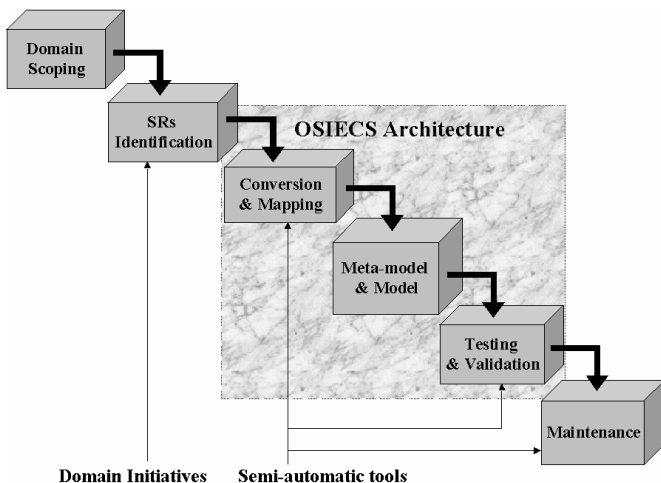 Domain
Scoping
SRs
Identification
OSIECS Architecture
Conversion
& Mapping
Meta-model
& Model
Testing
& Validation
Maintenance
Domain Initiatives
Semi-automatic tools